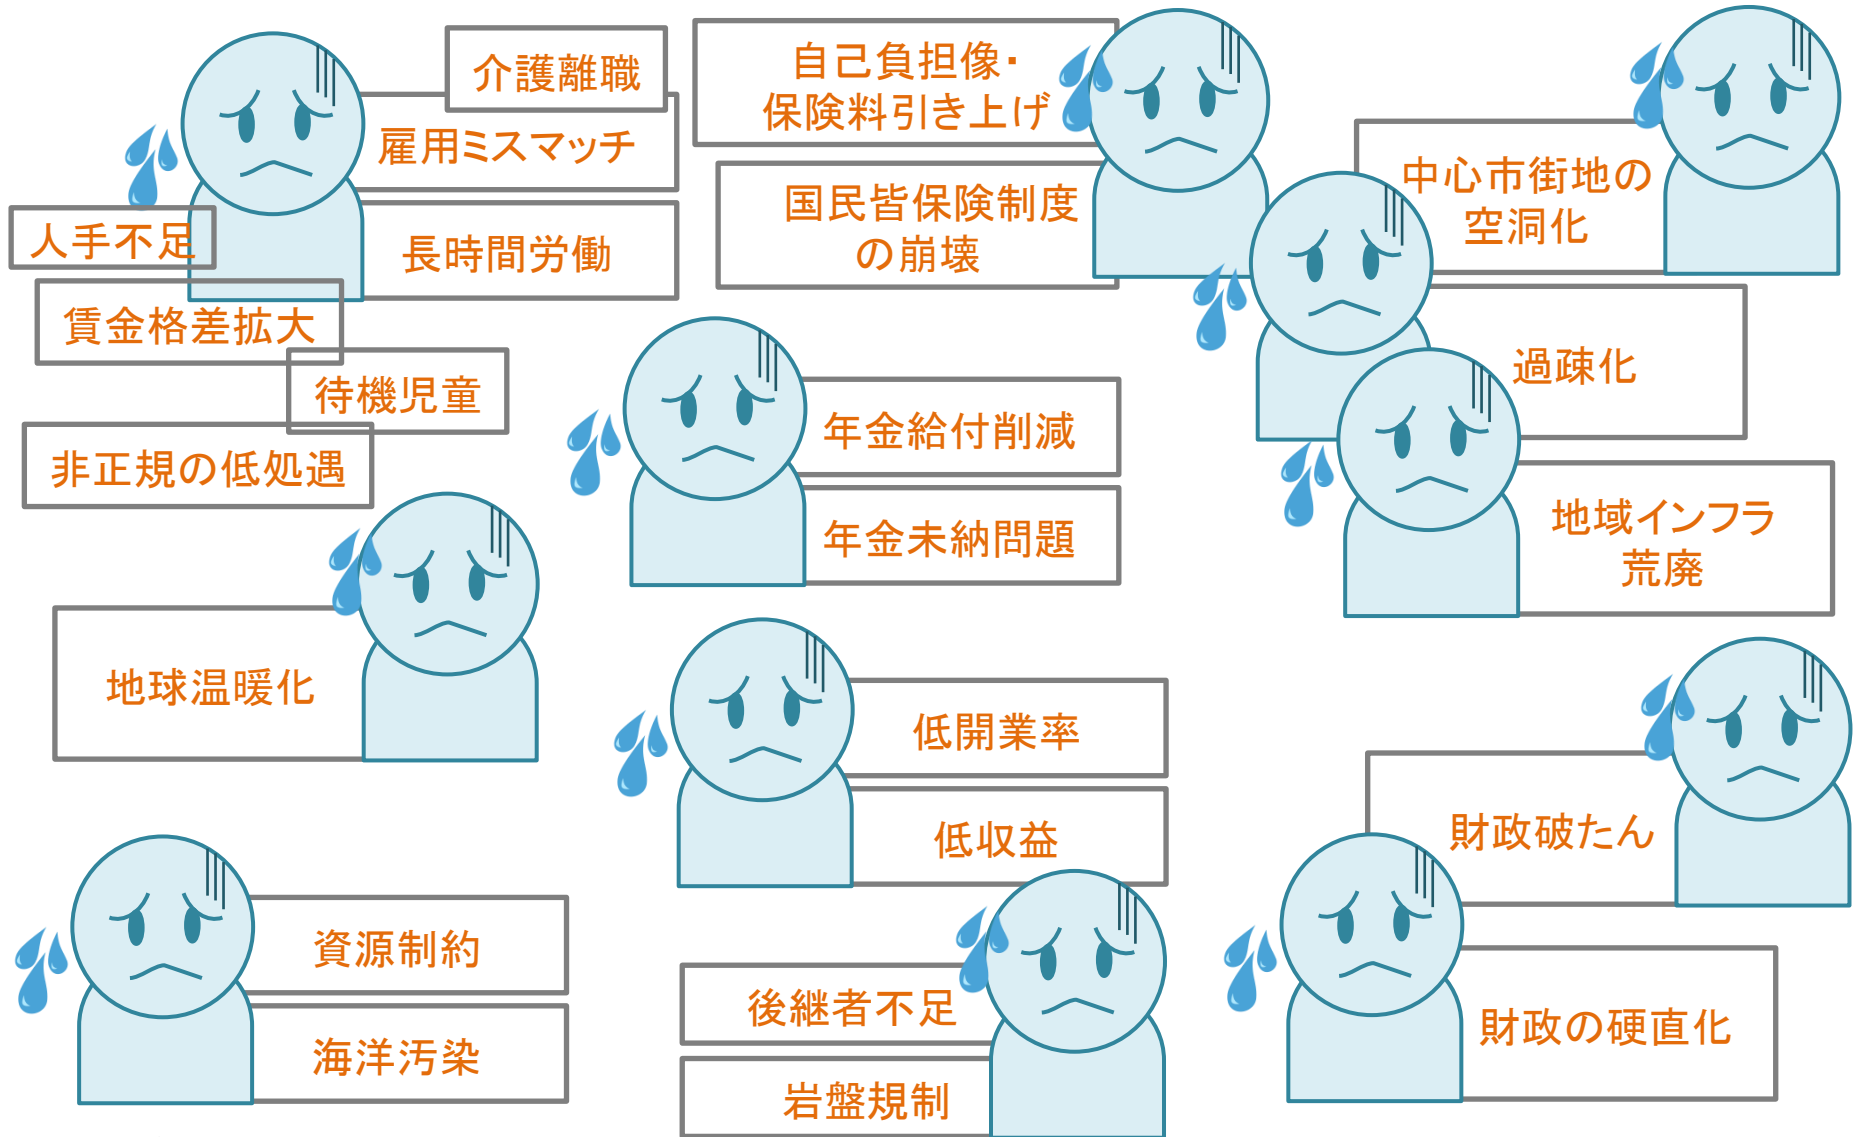 介護離職
雇用ミスマッチ
長時間労働
人手不足
賃金格差拡大
待機児童
非正規の低処遇
自己負担像・
保険料引き上げ
国民皆保険制度
の崩壊
中心市街地の
空洞化
過疎化
地域インフラ
荒廃
年金給付削減
年金未納問題
地球温暖化
低開業率
低収益
財政破たん
財政の硬直化
資源制約
海洋汚染
後継者不足
岩盤規制